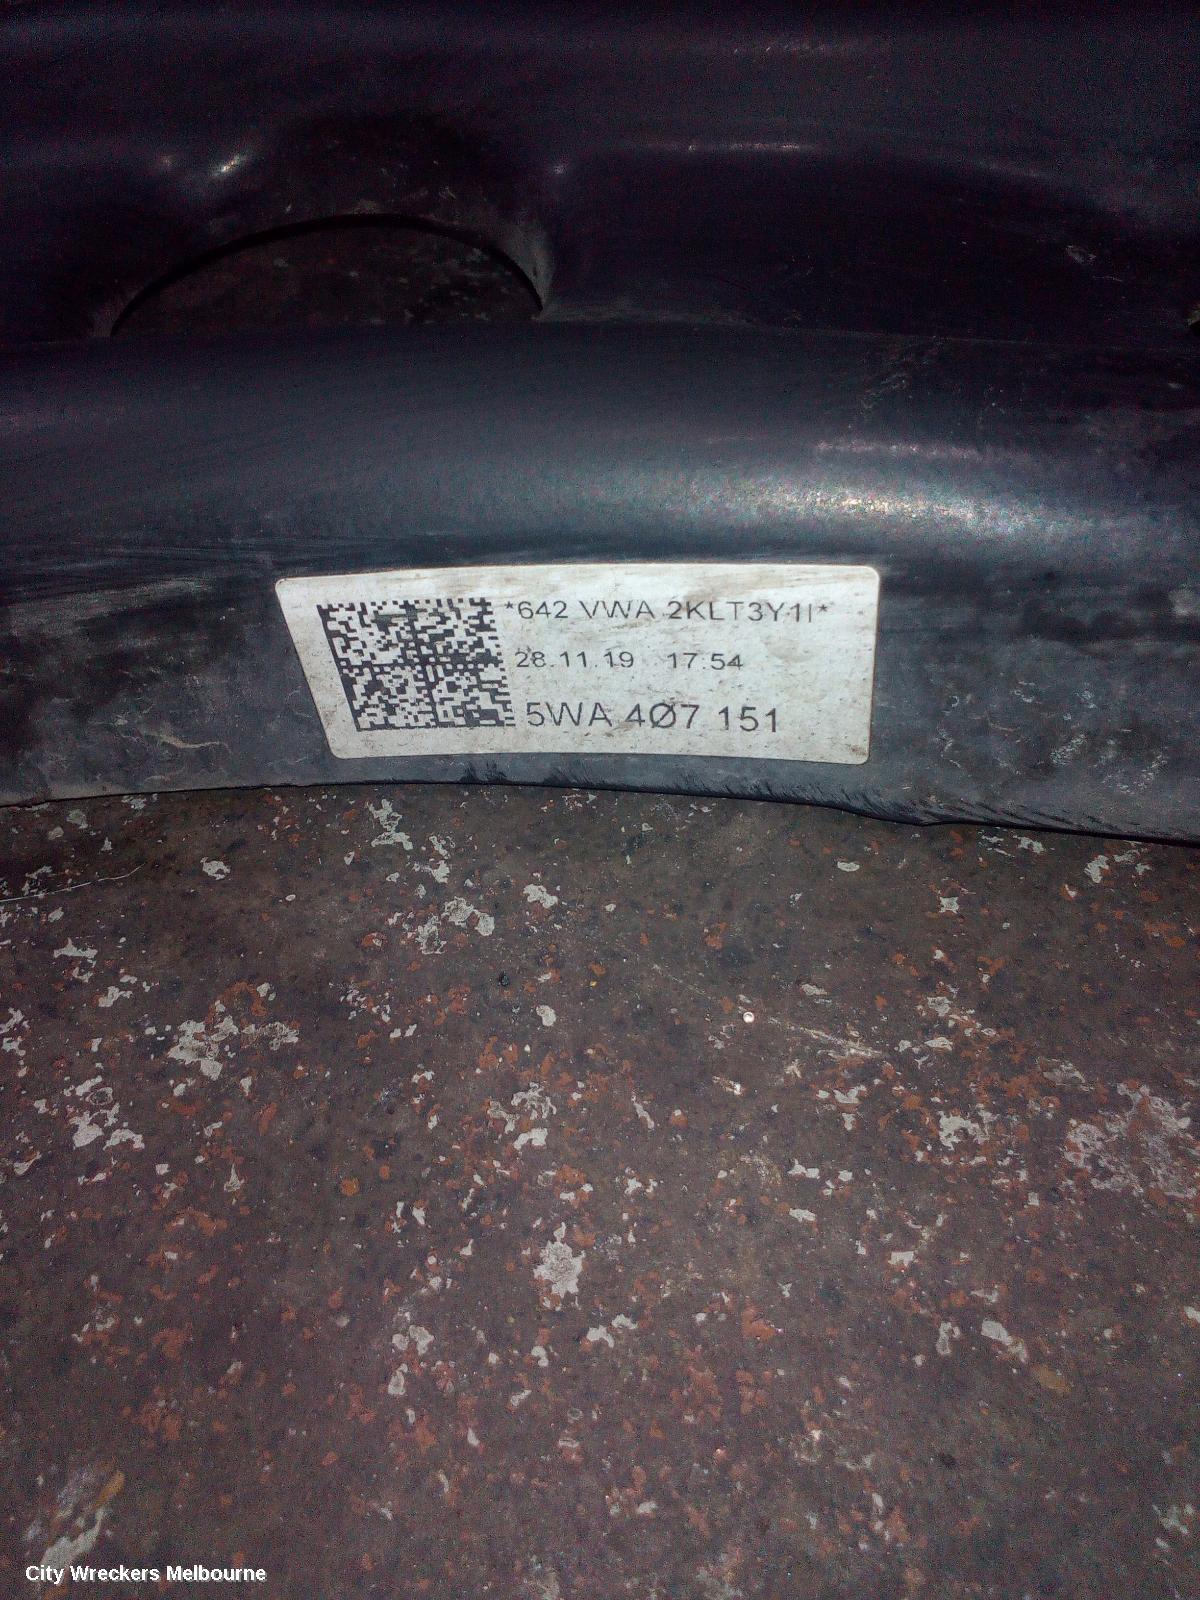 *642 VWA 2KLT3Y1I*
28.11.19 17:54
5WA 4Ø7 151
City Wreckers Melbourne